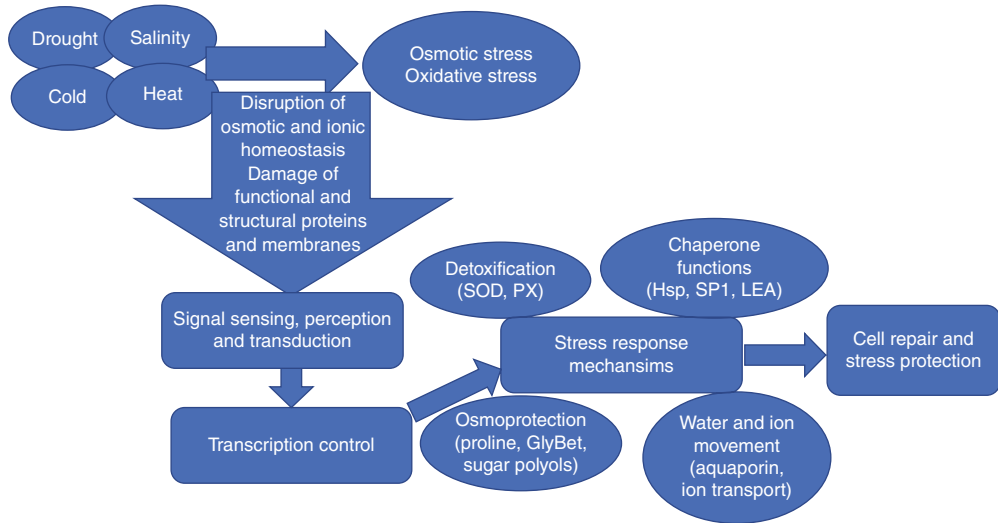 Drought
Salinity
Cold
Heat
Osmotic stress
Oxidative stress
Disruption of
osmotic and ionic
homeostasis
Damage of
functional and
structural proteins
and membranes
Signal sensing, perception
and transduction
Transcription control
Detoxification
(SOD, PX)
Chaperone
functions
(Hsp, SP1, LEA)
Stress response
mechansims
Osmoprotection
(proline, GlyBet,
sugar polyols)
Water and ion
movement
(aquaporin,
ion transport)
Cell repair and
stress protection